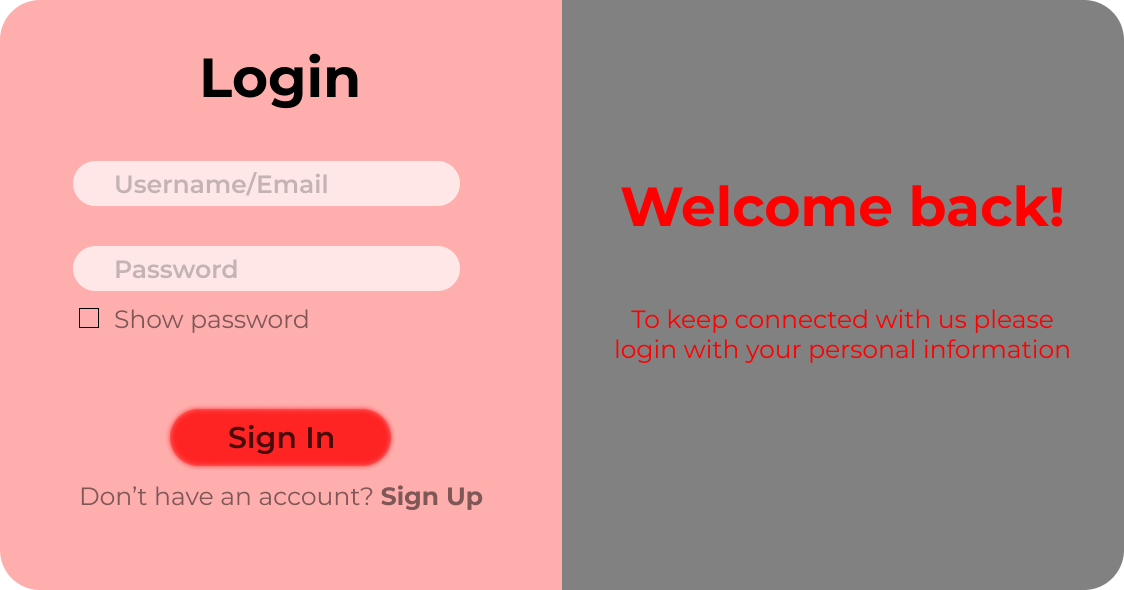 Login
Username/Email
Password
Show password
Sign In
Don’t have an account? Sign Up
Welcome back!
To keep connected with us please
login with your personal information